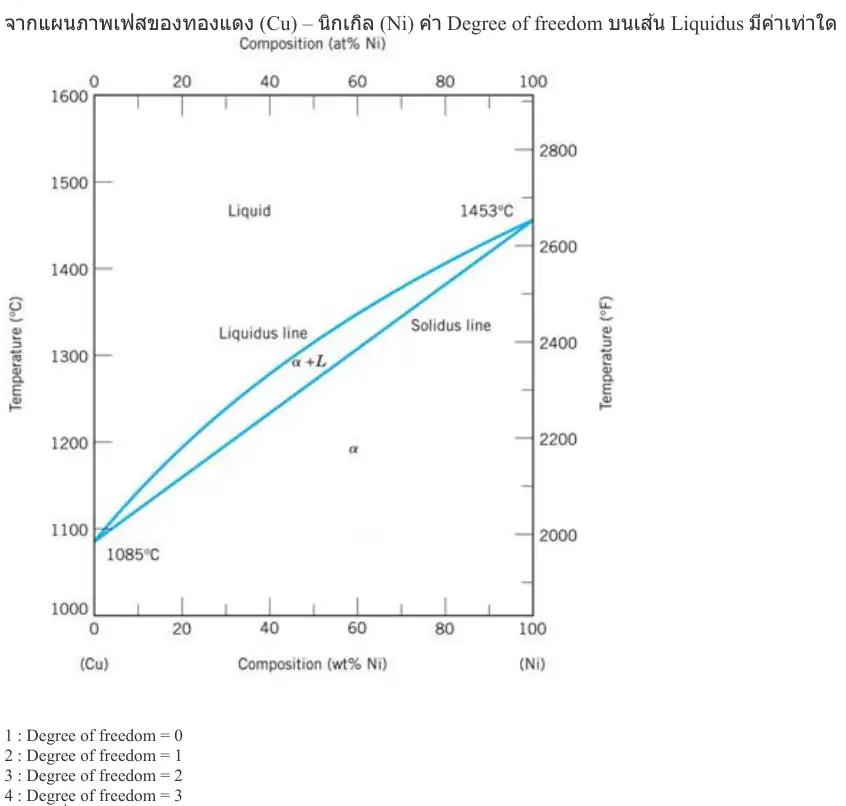 จากแผนภาพเฟสของทองแดง (Cu) – นิกเกิล (Ni) ค่า Degree of freedom บนเส้น Liquidus มีค่าเท่าใด
Composition (at% Ni)
0 20 40 60 80 100
1600
2800
1500
Liquid
1453°C
2600
1400
Temperature (°C)
Liquidus line
Solidus line
Temperature (°F)
2400
1300
α +L
1200
α
2200
1100
2000
1085°C
1000
0 20 40 60 80 100
(Cu) Composition (wt% Ni) (Ni)
1 : Degree of freedom = 0
2 : Degree of freedom = 1
3 : Degree of freedom = 2
4 : Degree of freedom = 3